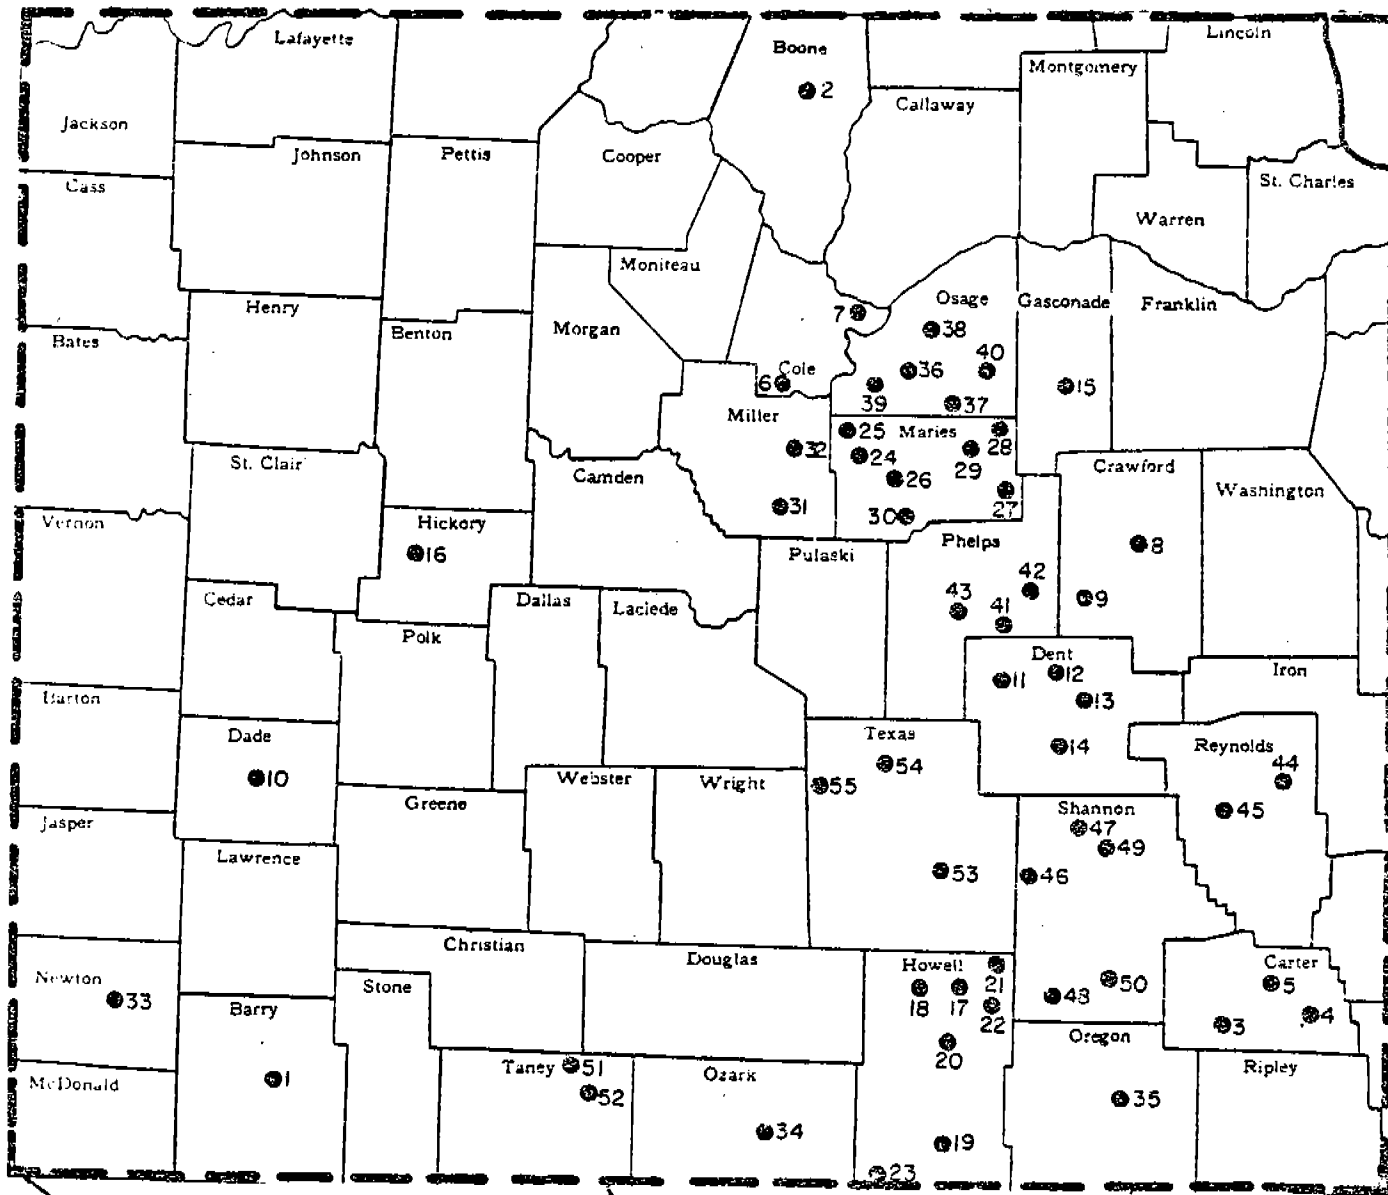 Lincoln
Lafayette
Boone
Montgomery
2
Callaway
Jackson
Johnson
Pettis
Cooper
Cass
St. Charles
Warren
Moniteau
Osage
Gasconade
Franklin
Henry
7
38
Morgan
Benton
Bates
40
Cole
36
6
15
39
37
Miller
25
Maries
28
32
24
29
St. Clair
Crawford
Camden
26
Washington
27
31
30
Vernon
Hickory
Phelps
16
Pulaski
8
42
Cedar
Dallas
Laclede
43
41
9
Polk
Dent
Iron
11
12
13
Barton
Dade
Texas
14
Reynolds
54
10
Webster
Wright
55
44
Greene
Shannon
45
Jasper
47
49
Lawrence
53
46
Christian
Douglas
Howell
Carter
Newton
Stone
21
50
5
33
18
17
48
Barry
22
3
4
20
Oregon
Taney
51
Ozark
Ripley
1
McDonald
52
35
34
19
23